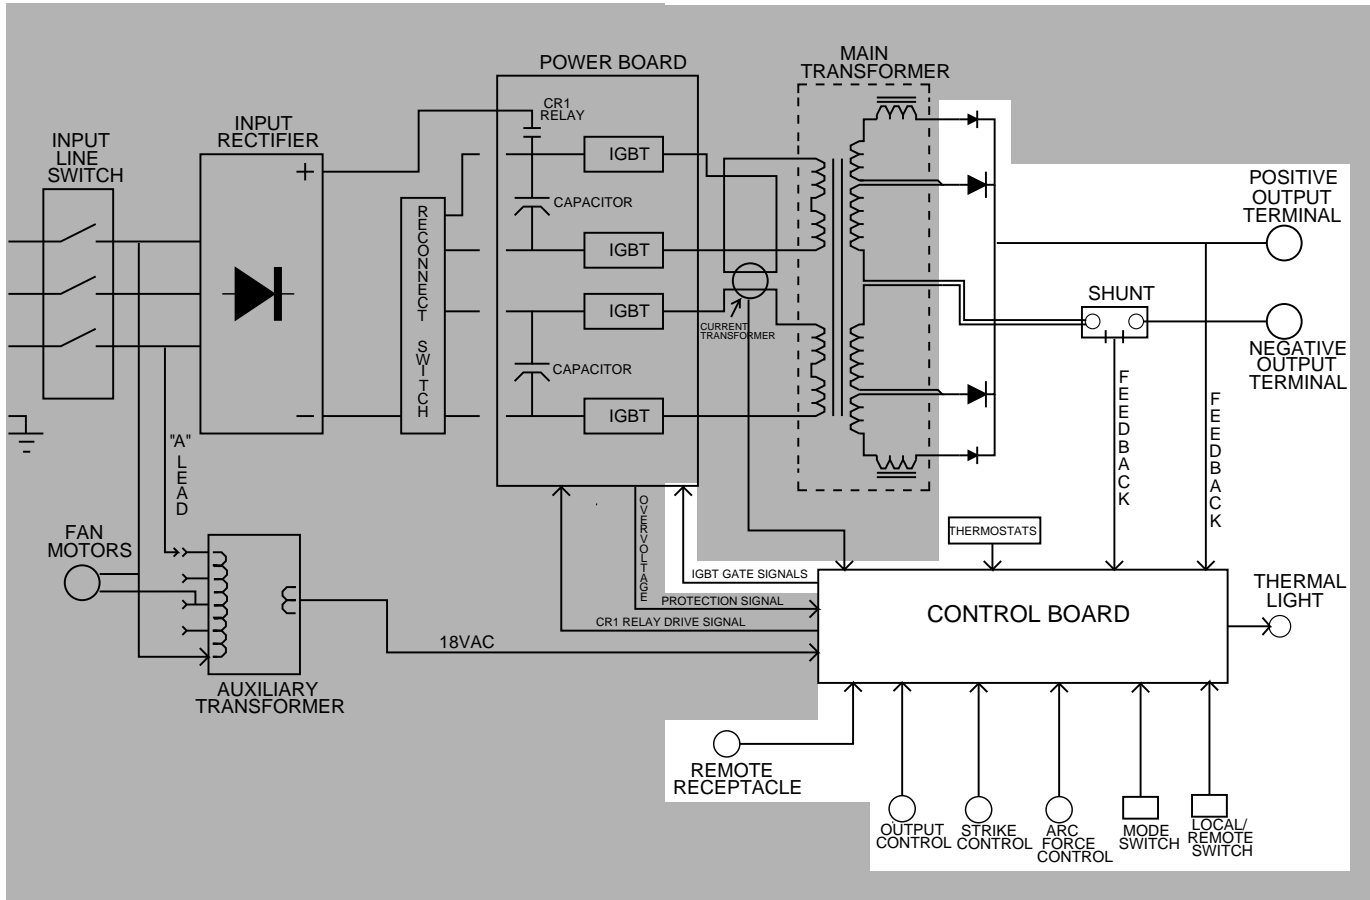 POWER BOARD
MAIN
TRANSFORMER
INPUT
LINE
SWITCH
INPUT
RECTIFIER
+
−
CR1
RELAY
IGBT
CAPACITOR
IGBT
IGBT
CAPACITOR
IGBT
RECONNECT SWITCH
CURRENT
TRANSFORMER
POSITIVE
OUTPUT
TERMINAL
SHUNT
NEGATIVE
OUTPUT
TERMINAL
FEEDBACK
FEEDBACK
"A"
LEAD
FAN
MOTORS
AUXILIARY
TRANSFORMER
OVERVOLTAGE
THERMOSTATS
IGBT GATE SIGNALS
PROTECTION SIGNAL
CR1 RELAY DRIVE SIGNAL
18VAC
CONTROL BOARD
THERMAL
LIGHT
REMOTE
RECEPTACLE
OUTPUT
CONTROL
STRIKE
CONTROL
ARC
FORCE
CONTROL
MODE
SWITCH
LOCAL/
REMOTE
SWITCH